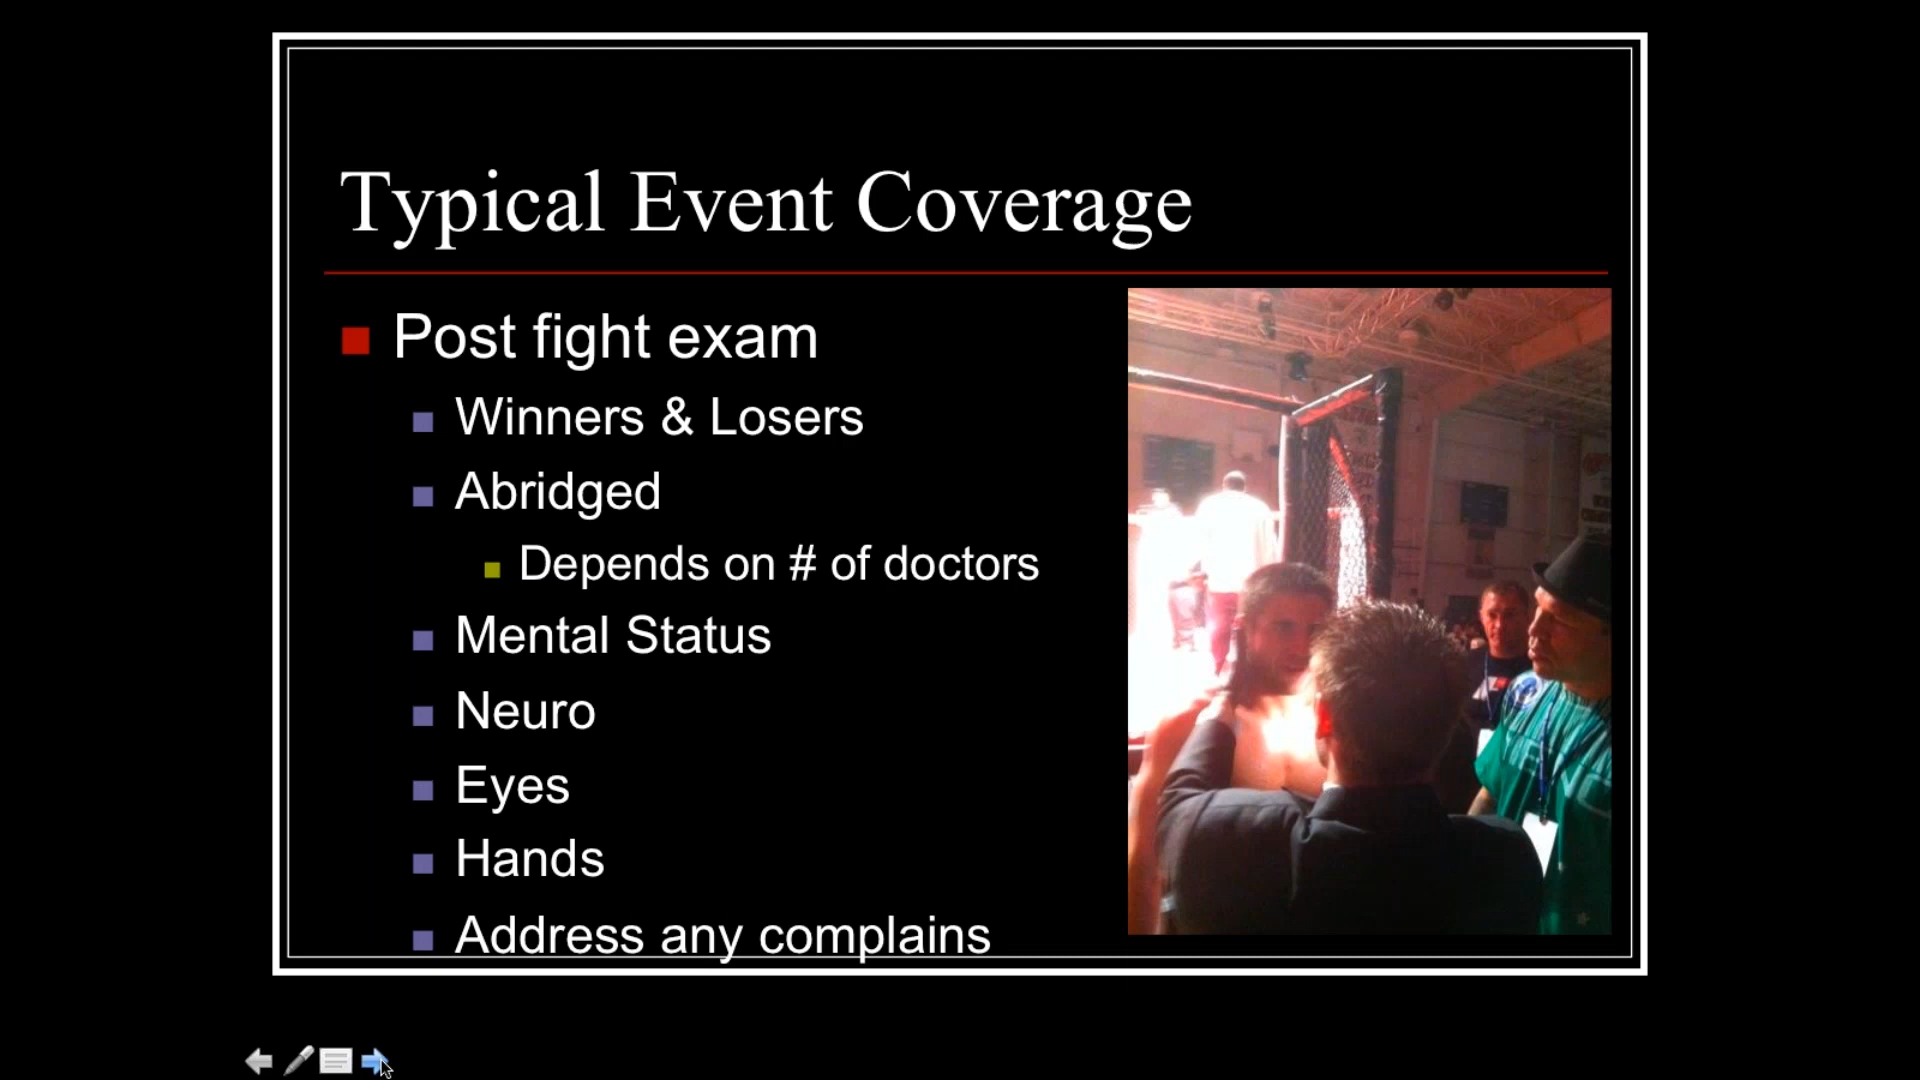 Typical Event Coverage
Post fight exam
Winners & Losers
Abridged
Depends on # of doctors
Mental Status
Neuro
Eyes
Hands
Address any complains